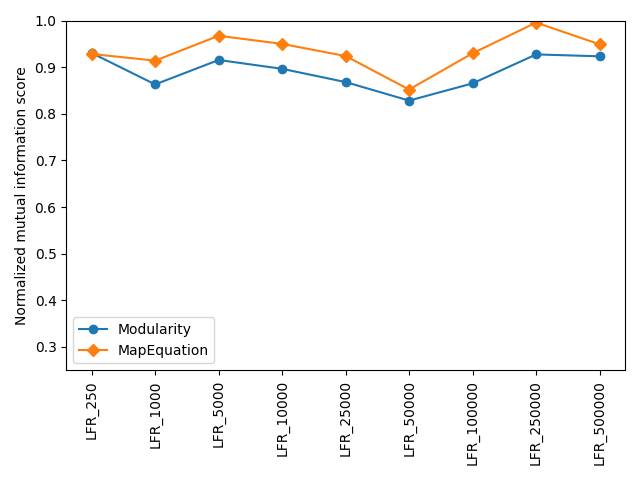 Normalized mutual information score
1.0
0.9
0.8
0.7
0.6
0.5
0.4
0.3
Modularity
MapEquation
LFR_250
LFR_1000
LFR_5000
LFR_10000
LFR_25000
LFR_50000
LFR_100000
LFR_250000
LFR_500000